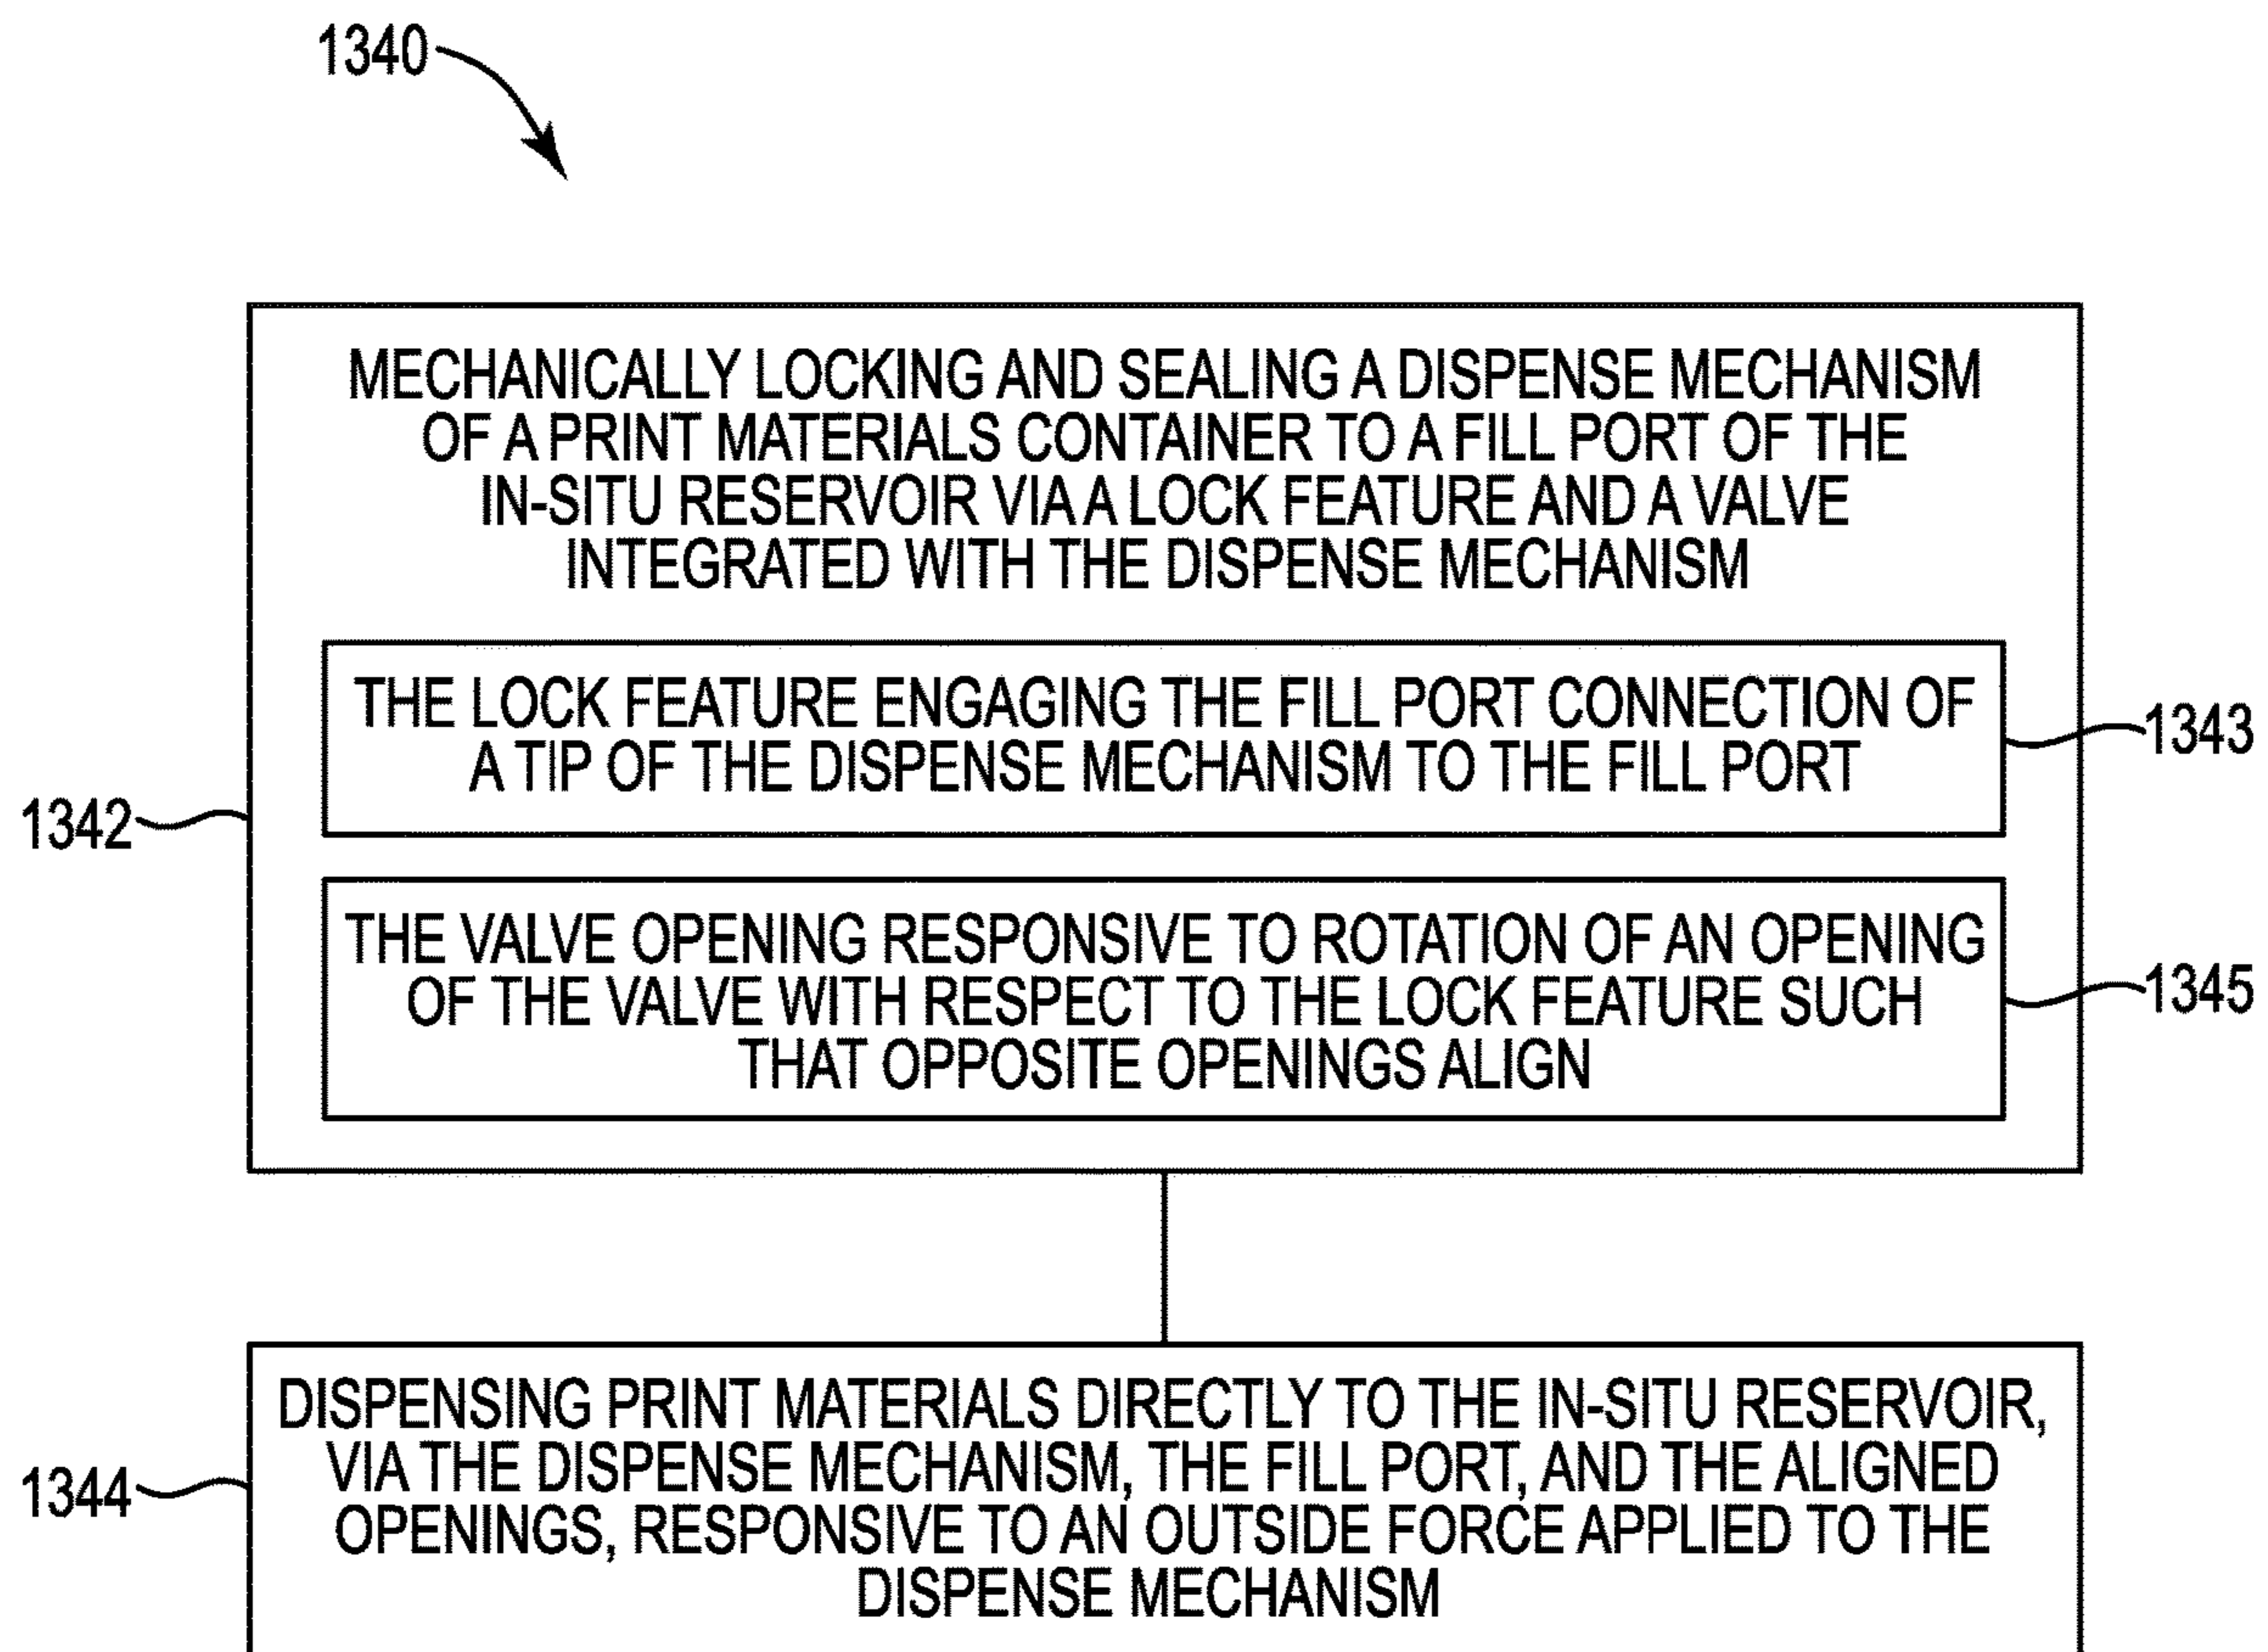 1340
MECHANICALLY LOCKING AND SEALING A DISPENSE MECHANISM
OF A PRINT MATERIALS CONTAINER TO A FILL PORT OF THE
IN-SITU RESERVOIR VIA A LOCK FEATURE AND A VALVE
INTEGRATED WITH THE DISPENSE MECHANISM
THE LOCK FEATURE ENGAGING THE FILL PORT CONNECTION OF
A TIP OF THE DISPENSE MECHANISM TO THE FILL PORT
1343
1342
THE VALVE OPENING RESPONSIVE TO ROTATION OF AN OPENING
OF THE VALVE WITH RESPECT TO THE LOCK FEATURE SUCH
THAT OPPOSITE OPENINGS ALIGN
1345
DISPENSING PRINT MATERIALS DIRECTLY TO THE IN-SITU RESERVOIR,
VIA THE DISPENSE MECHANISM, THE FILL PORT, AND THE ALIGNED
OPENINGS, RESPONSIVE TO AN OUTSIDE FORCE APPLIED TO THE
DISPENSE MECHANISM
1344